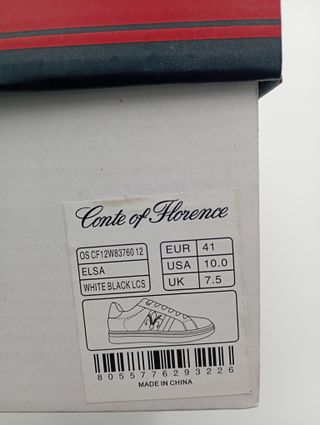 Conte of Florence
OS CF12W83760 12
ELSA
WHITE BLACK LCS
EUR 41
USA 10.0
UK 7.5
8055776293226
MADE IN CHINA